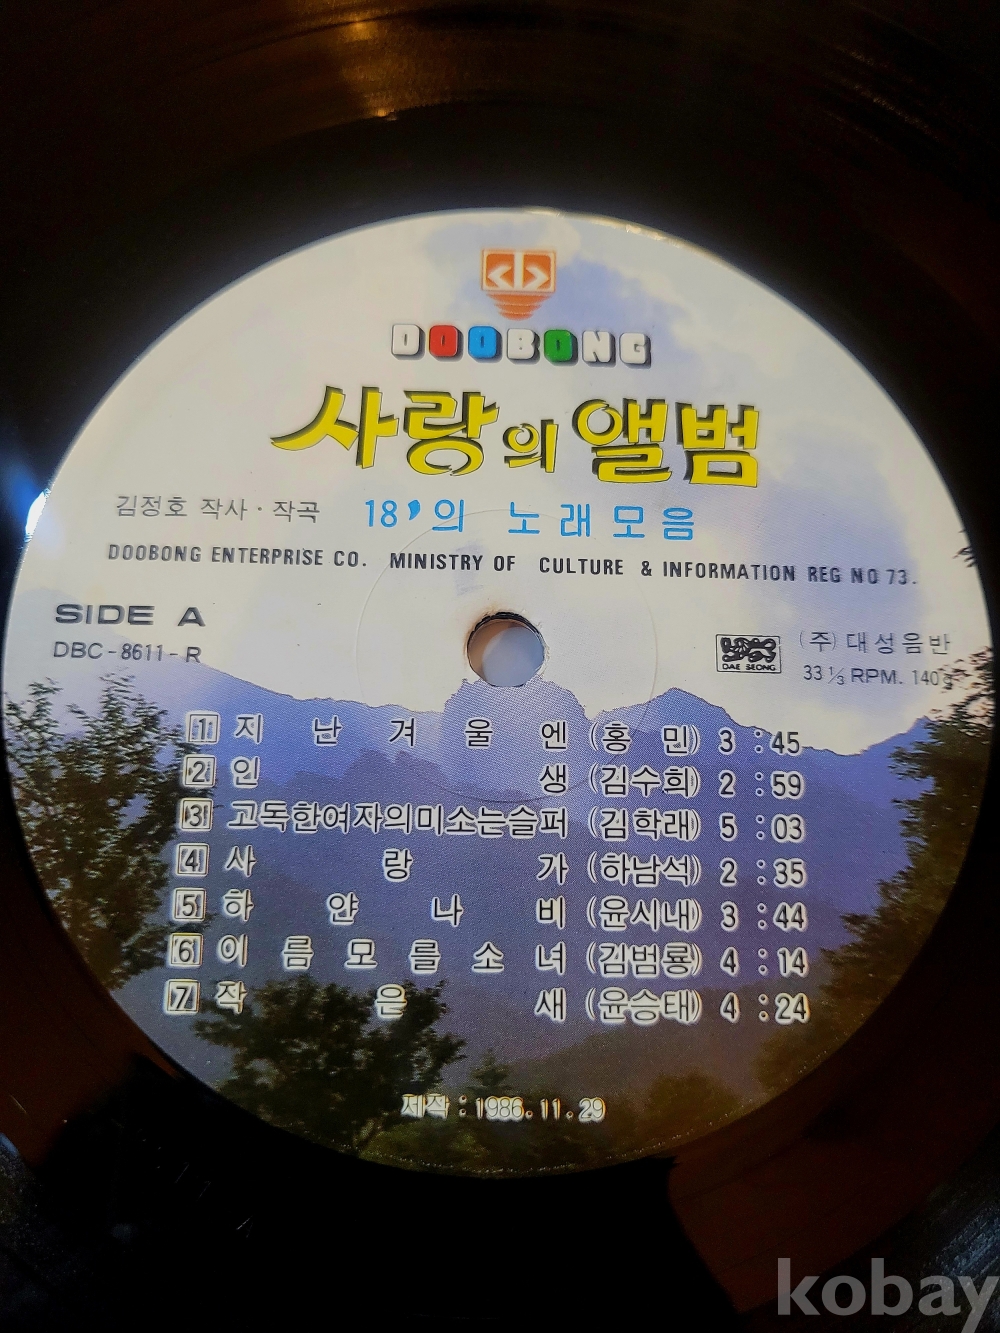 DOOBONG
사랑의 앨범
김정호 작사·작곡 18’의 노래모음
DOOBONG ENTERPRISE CO. MINISTRY OF CULTURE & INFORMATION REG NO 73.
SIDE A
DBC-8611-R
DAE SEONG
(주)대성음반
33⅓ RPM. 140g
1 지난겨울엔 (홍민) 3:45
2 인생 (김수희) 2:59
3 고독한여자의미소는슬퍼 (김학래) 5:03
4 사랑가 (하남석) 2:35
5 하얀나비 (윤시내) 3:44
6 이름모를소녀 (김범룡) 4:14
7 작은새 (윤승태) 4:24
제작:1986.11.29
kobay